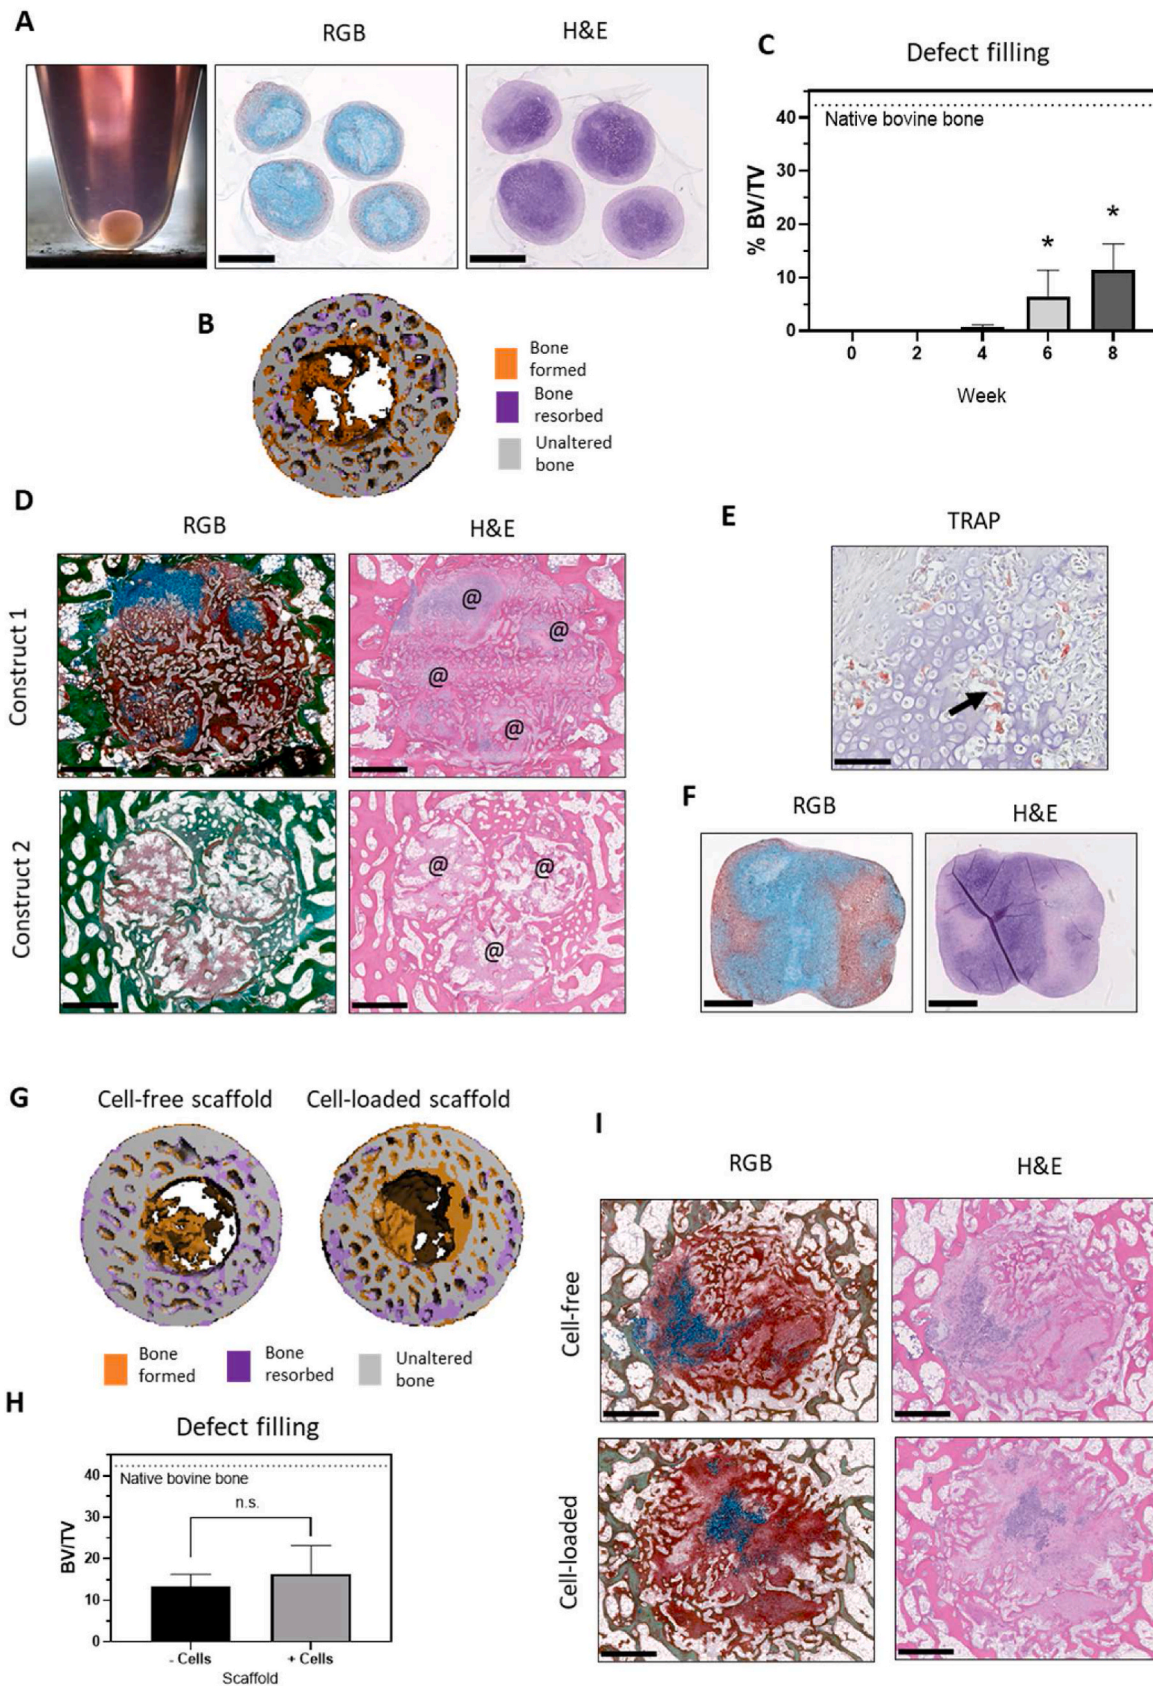 A
RGB
H&E
C
Defect filling
Native bovine bone
% BV/TV
40
30
20
10
0
0
2
4
6
8
*
*
Week
B
Bone
formed
Bone
resorbed
Unaltered
bone
D
RGB
H&E
Construct 1
@
@
@
@
Construct 2
@
@
@
E
TRAP
F
RGB
H&E
G
Cell-free scaffold
Cell-loaded scaffold
Bone
formed
Bone
resorbed
Unaltered
bone
H
Defect filling
Native bovine bone
n.s.
BV/TV
40
30
20
10
0
- Cells
+ Cells
Scaffold
I
RGB
H&E
Cell-free
Cell-loaded